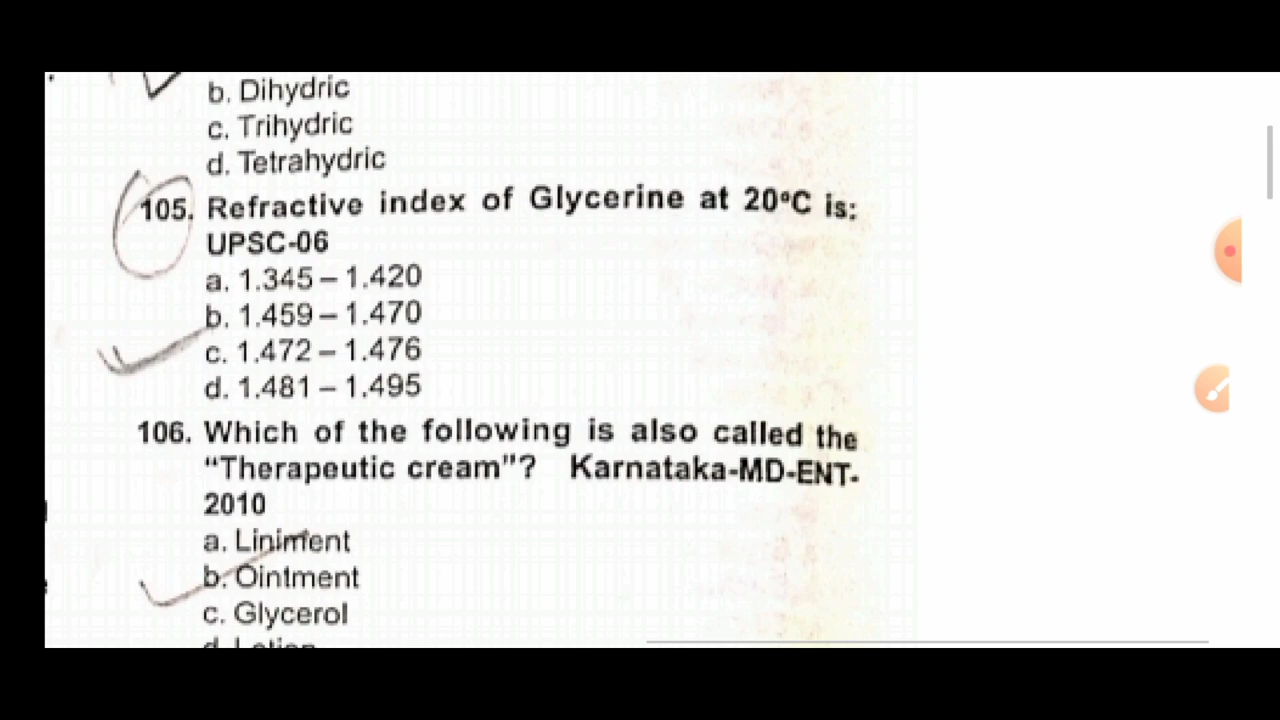 b. Dihydric
c. Trihydric
d. Tetrahydric
105. Refractive index of Glycerine at 20°C is:
UPSC-06
a. 1.345 – 1.420
b. 1.459 – 1.470
c. 1.472 – 1.476
d. 1.481 – 1.495
106. Which of the following is also called the
“Therapeutic cream”? Karnataka-MD-ENT-
2010
a. Liniment
b. Ointment
c. Glycerol
d. Lotion